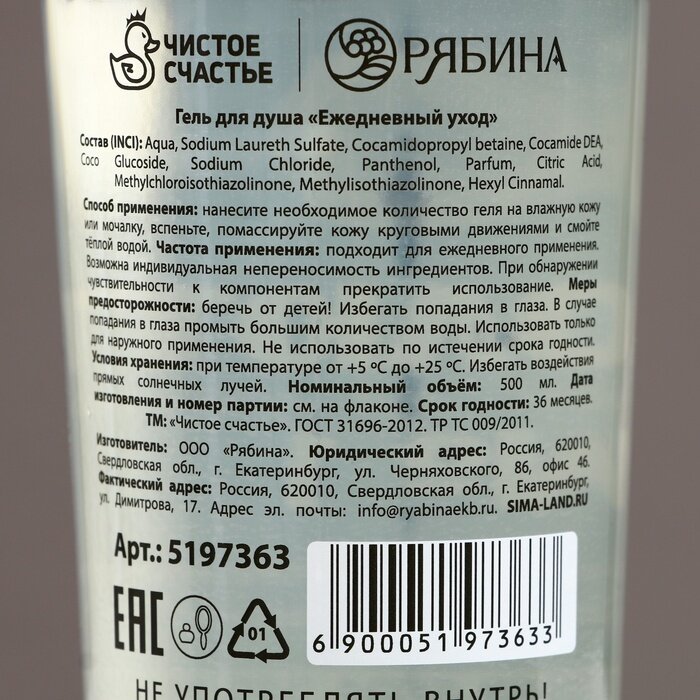 ЧИСТОЕ
СЧАСТЬЕ
РЯБИНА
Гель для душа «Ежедневный уход»
Состав (INCI): Aqua, Sodium Laureth Sulfate, Cocamidopropyl betaine, Cocamide DEA,
Coco Glucoside, Sodium Chloride, Panthenol, Parfum, Citric Acid,
Methylchloroisothiazolinone, Methylisothiazolinone, Hexyl Cinnamal.
Способ применения: нанесите необходимое количество геля на влажную кожу
или мочалку, вспеньте, помассируйте кожу круговыми движениями и смойте
тёплой водой. Частота применения: подходит для ежедневного применения.
Возможна индивидуальная непереносимость ингредиентов. При обнаружении
чувствительности к компонентам прекратить использование. Меры
предосторожности: беречь от детей! Избегать попадания в глаза. В случае
попадания в глаза промыть большим количеством воды. Использовать только
для наружного применения. Не использовать по истечении срока годности.
Условия хранения: при температуре от +5 ºС до +25 ºС. Избегать воздействия
прямых солнечных лучей. Номинальный объём: 500 мл. Дата
изготовления и номер партии: см. на флаконе. Срок годности: 36 месяцев.
ТМ: «Чистое счастье». ГОСТ 31696-2012. ТР ТС 009/2011.
Изготовитель: ООО «Рябина». Юридический адрес: Россия, 620010,
Свердловская обл., г. Екатеринбург, ул. Черняховского, 86, офис 46.
Фактический адрес: Россия, 620010, Свердловская обл., г. Екатеринбург,
ул. Димитрова, 17. Адрес эл. почты: info@ryabinaekb.ru. SIMA-LAND.RU
Арт.: 5197363
EAC
01
6 900051 973633
НЕ УПОТРЕБЛЯТЬ ВНУТРЬ!